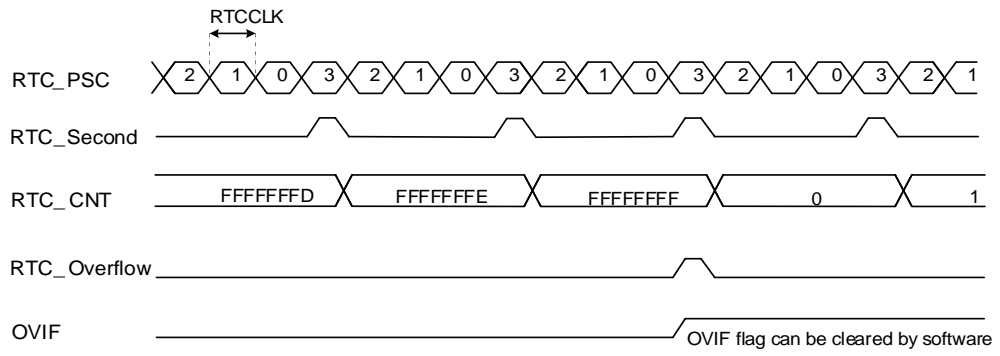 RTCCLK
RTC_PSC 2 1 0 3 2 1 0 3 2 1 0 3 2 1 0 3 2 1
RTC_Second
RTC_CNT FFFFFFFD FFFFFFFE FFFFFFFF 0 1
RTC_Overflow
OVIF OVIF flag can be cleared by software